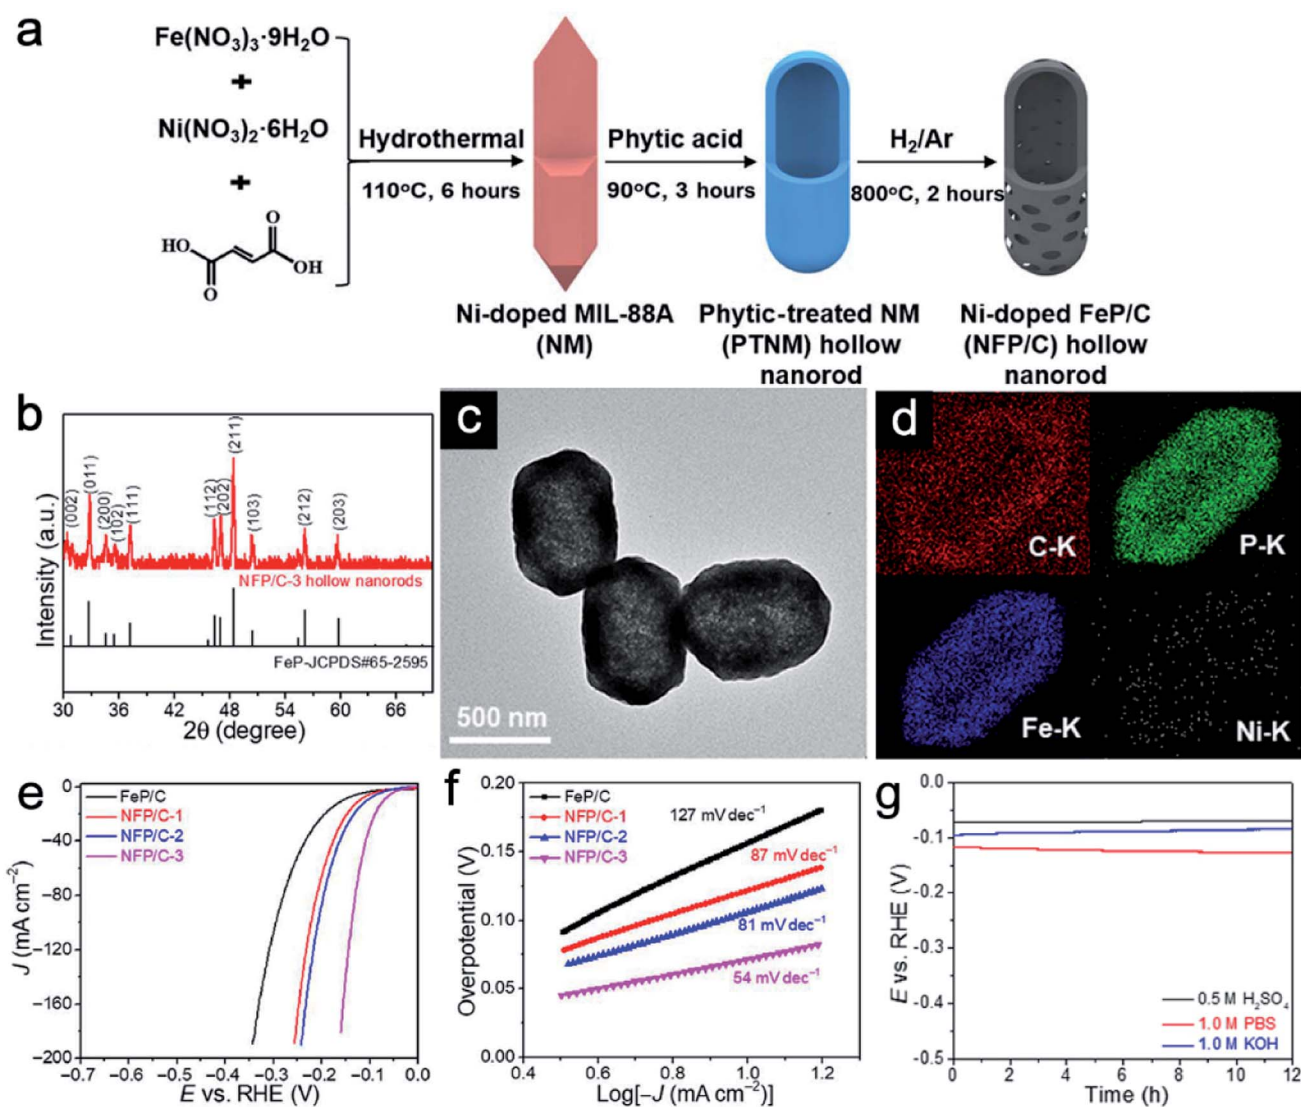 a
Fe(NO₃)₃·9H₂O
+
Ni(NO₃)₂·6H₂O
+
HO
O
O
OH
Hydrothermal
110°C, 6 hours
Phytic acid
90°C, 3 hours
H₂/Ar
800°C, 2 hours
Ni-doped MIL-88A
(NM)
Phytic-treated NM
(PTNM) hollow
nanorod
Ni-doped FeP/C
(NFP/C) hollow
nanorod
b
Intensity (a.u.)
(002)
(011)
(200)
(102)
(111)
(112)
(202)
(211)
(103)
(212)
(203)
NFP/C-3 hollow nanorods
FeP-JCPDS#65-2595
30 36 42 48 54 60 66
2θ (degree)
c
500 nm
d
C-K
P-K
Fe-K
Ni-K
e
J (mA cm⁻²)
0
−40
−80
−120
−160
−200
FeP/C
NFP/C-1
NFP/C-2
NFP/C-3
−0.7 −0.6 −0.5 −0.4 −0.3 −0.2 −0.1 0.0
E vs. RHE (V)
f
Overpotential (V)
0.20
0.15
0.10
0.05
0.00
FeP/C
NFP/C-1
NFP/C-2
NFP/C-3
127 mV dec⁻¹
87 mV dec⁻¹
81 mV dec⁻¹
54 mV dec⁻¹
0.4 0.6 0.8 1.0 1.2
Log[−J (mA cm⁻²)]
g
E vs. RHE (V)
0.0
-0.1
-0.2
-0.3
-0.4
-0.5
0.5 M H₂SO₄
1.0 M PBS
1.0 M KOH
0 2 4 6 8 10 12
Time (h)